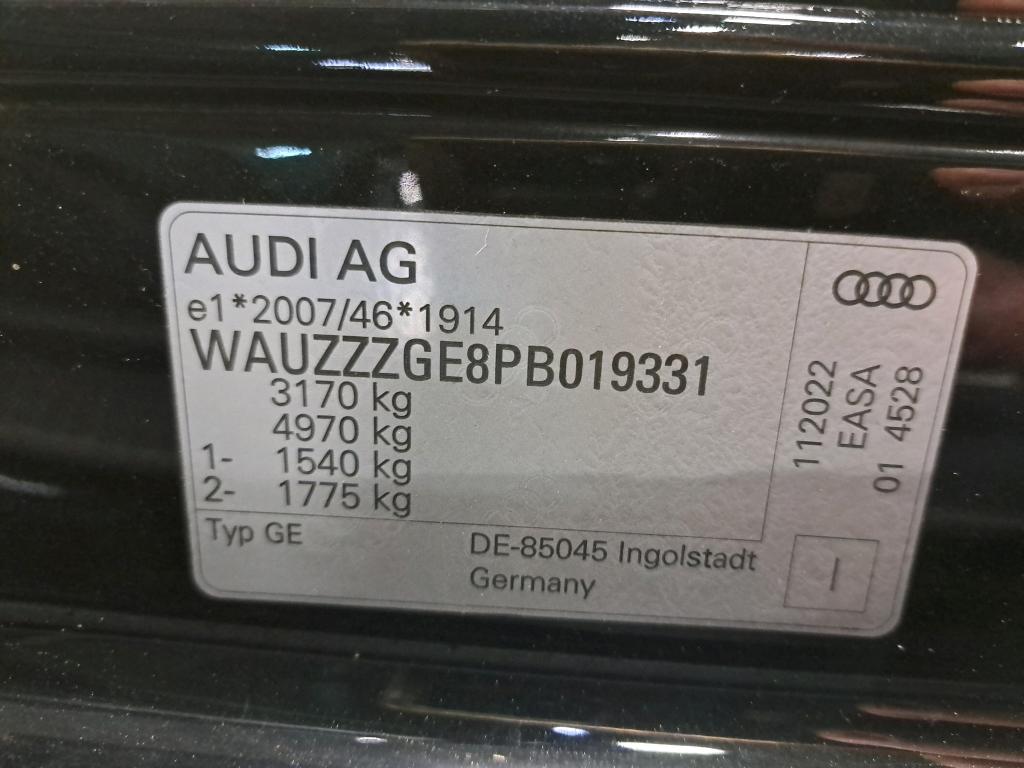 AUDI AG
e1*2007/46*1914
WAUZZZGE8PB019331
3170 kg
4970 kg
1- 1540 kg
2- 1775 kg
Typ GE
DE-85045 Ingolstadt
Germany
112022
EASA
01 4528
I